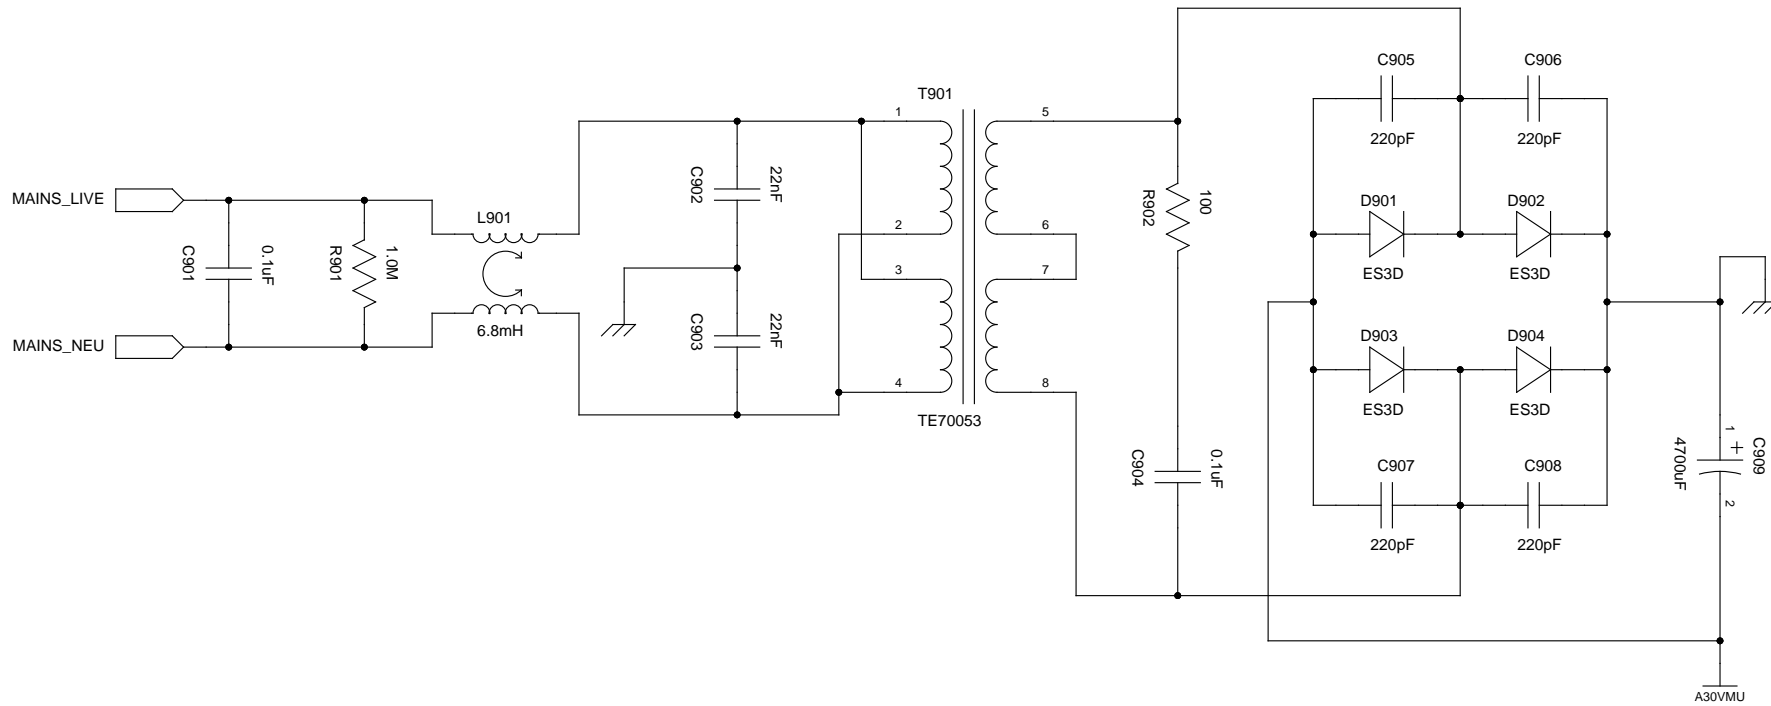 MAINS_LIVE
MAINS_NEU
C901
0.1uF
R901
1.0M
L901
6.8mH
C902
22nF
C903
22nF
T901
1
2
3
4
5
6
7
8
TE70053
R902
100
C904
0.1uF
C905
220pF
C906
220pF
D901
ES3D
D902
ES3D
D903
ES3D
D904
ES3D
C907
220pF
C908
220pF
1
+
2
4700uF
C909
A30VMU